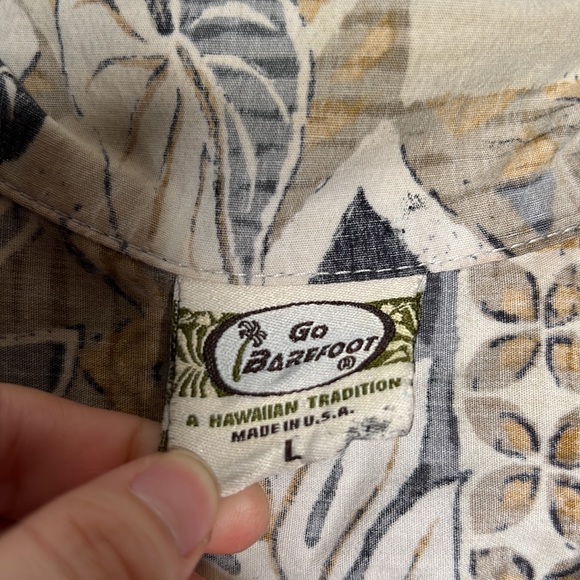 Go
BAREFOOT
®
A HAWAIIAN TRADITION
MADE IN U.S.A.
L